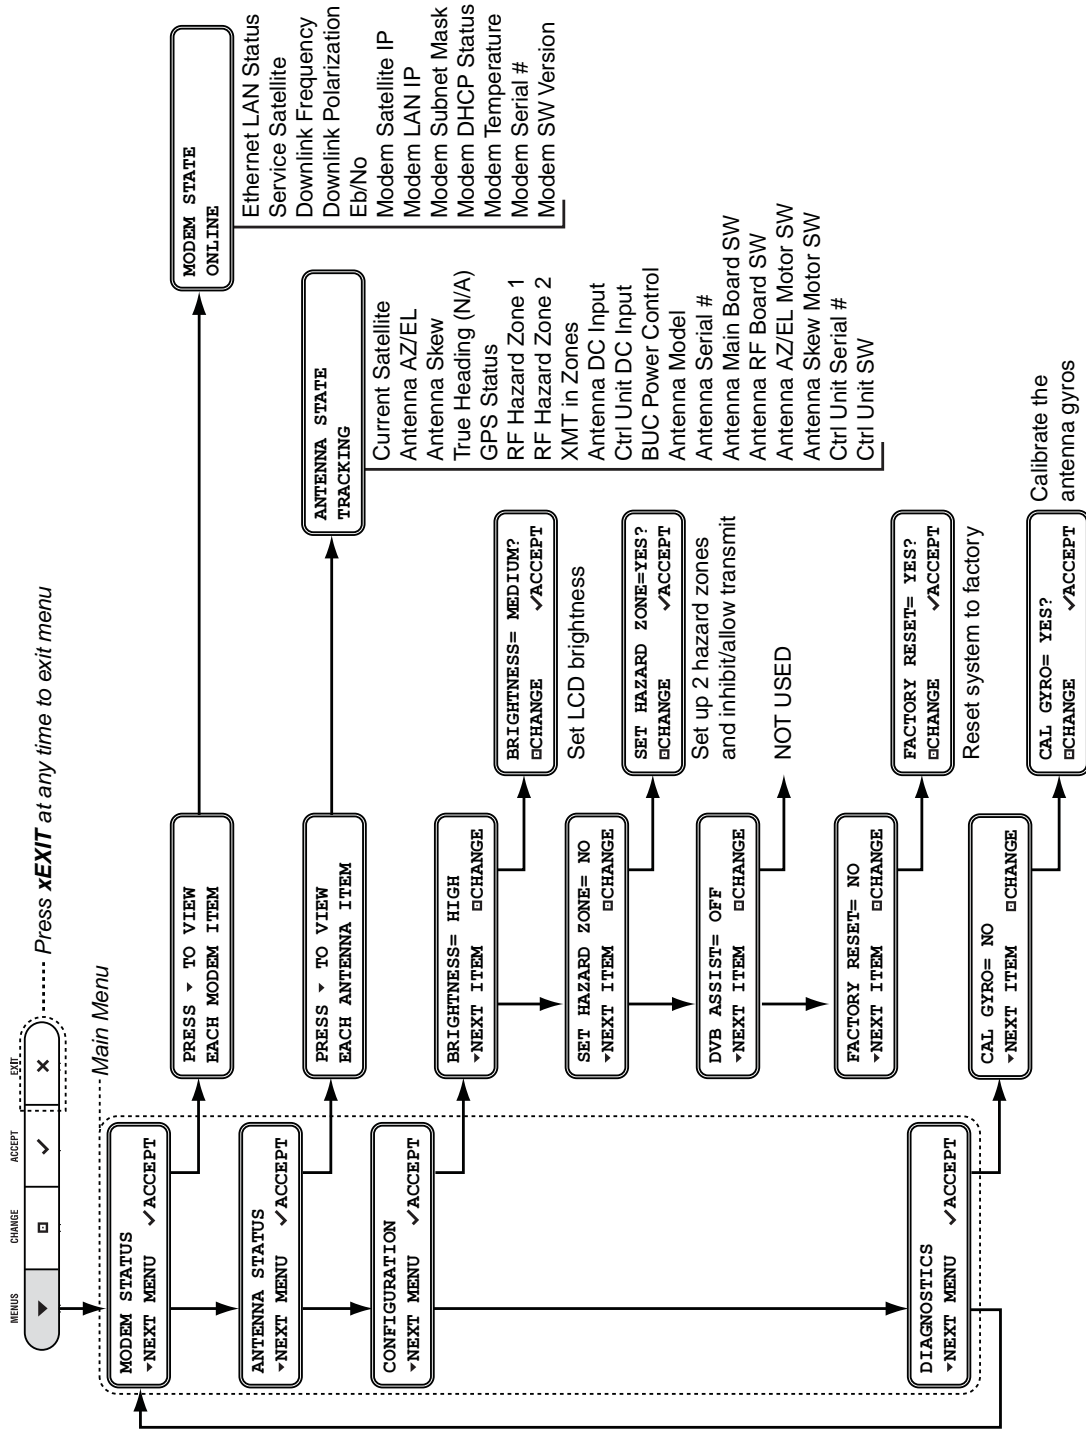 MENUS
CHANGE
ACCEPT
EXIT
Press xEXIT at any time to exit menu
Main Menu
MODEM STATUS
▾NEXT MENU ✓ACCEPT
PRESS ▾ TO VIEW
EACH MODEM ITEM
MODEM STATE
ONLINE
Ethernet LAN Status
Service Satellite
Downlink Frequency
Downlink Polarization
Eb/No
Modem Satellite IP
Modem LAN IP
Modem Subnet Mask
Modem DHCP Status
Modem Temperature
Modem Serial #
Modem SW Version
ANTENNA STATUS
▾NEXT MENU ✓ACCEPT
PRESS ▾ TO VIEW
EACH ANTENNA ITEM
ANTENNA STATE
TRACKING
Current Satellite
Antenna AZ/EL
Antenna Skew
True Heading (N/A)
GPS Status
RF Hazard Zone 1
RF Hazard Zone 2
XMT in Zones
Antenna DC Input
Ctrl Unit DC Input
BUC Power Control
Antenna Model
Antenna Serial #
Antenna Main Board SW
Antenna RF Board SW
Antenna AZ/EL Motor SW
Antenna Skew Motor SW
Ctrl Unit Serial #
Ctrl Unit SW
CONFIGURATION
▾NEXT MENU ✓ACCEPT
BRIGHTNESS= HIGH
▾NEXT ITEM ⊡CHANGE
BRIGHTNESS= MEDIUM?
⊡CHANGE ✓ACCEPT
Set LCD brightness
SET HAZARD ZONE= NO
▾NEXT ITEM ⊡CHANGE
SET HAZARD ZONE=YES?
⊡CHANGE ✓ACCEPT
Set up 2 hazard zones
and inhibit/allow transmit
DVB ASSIST= OFF
▾NEXT ITEM ⊡CHANGE
NOT USED
FACTORY RESET= NO
▾NEXT ITEM ⊡CHANGE
FACTORY RESET= YES?
⊡CHANGE ✓ACCEPT
Reset system to factory
DIAGNOSTICS
▾NEXT MENU ✓ACCEPT
CAL GYRO= NO
▾NEXT ITEM ⊡CHANGE
CAL GYRO= YES?
⊡CHANGE ✓ACCEPT
Calibrate the
antenna gyros